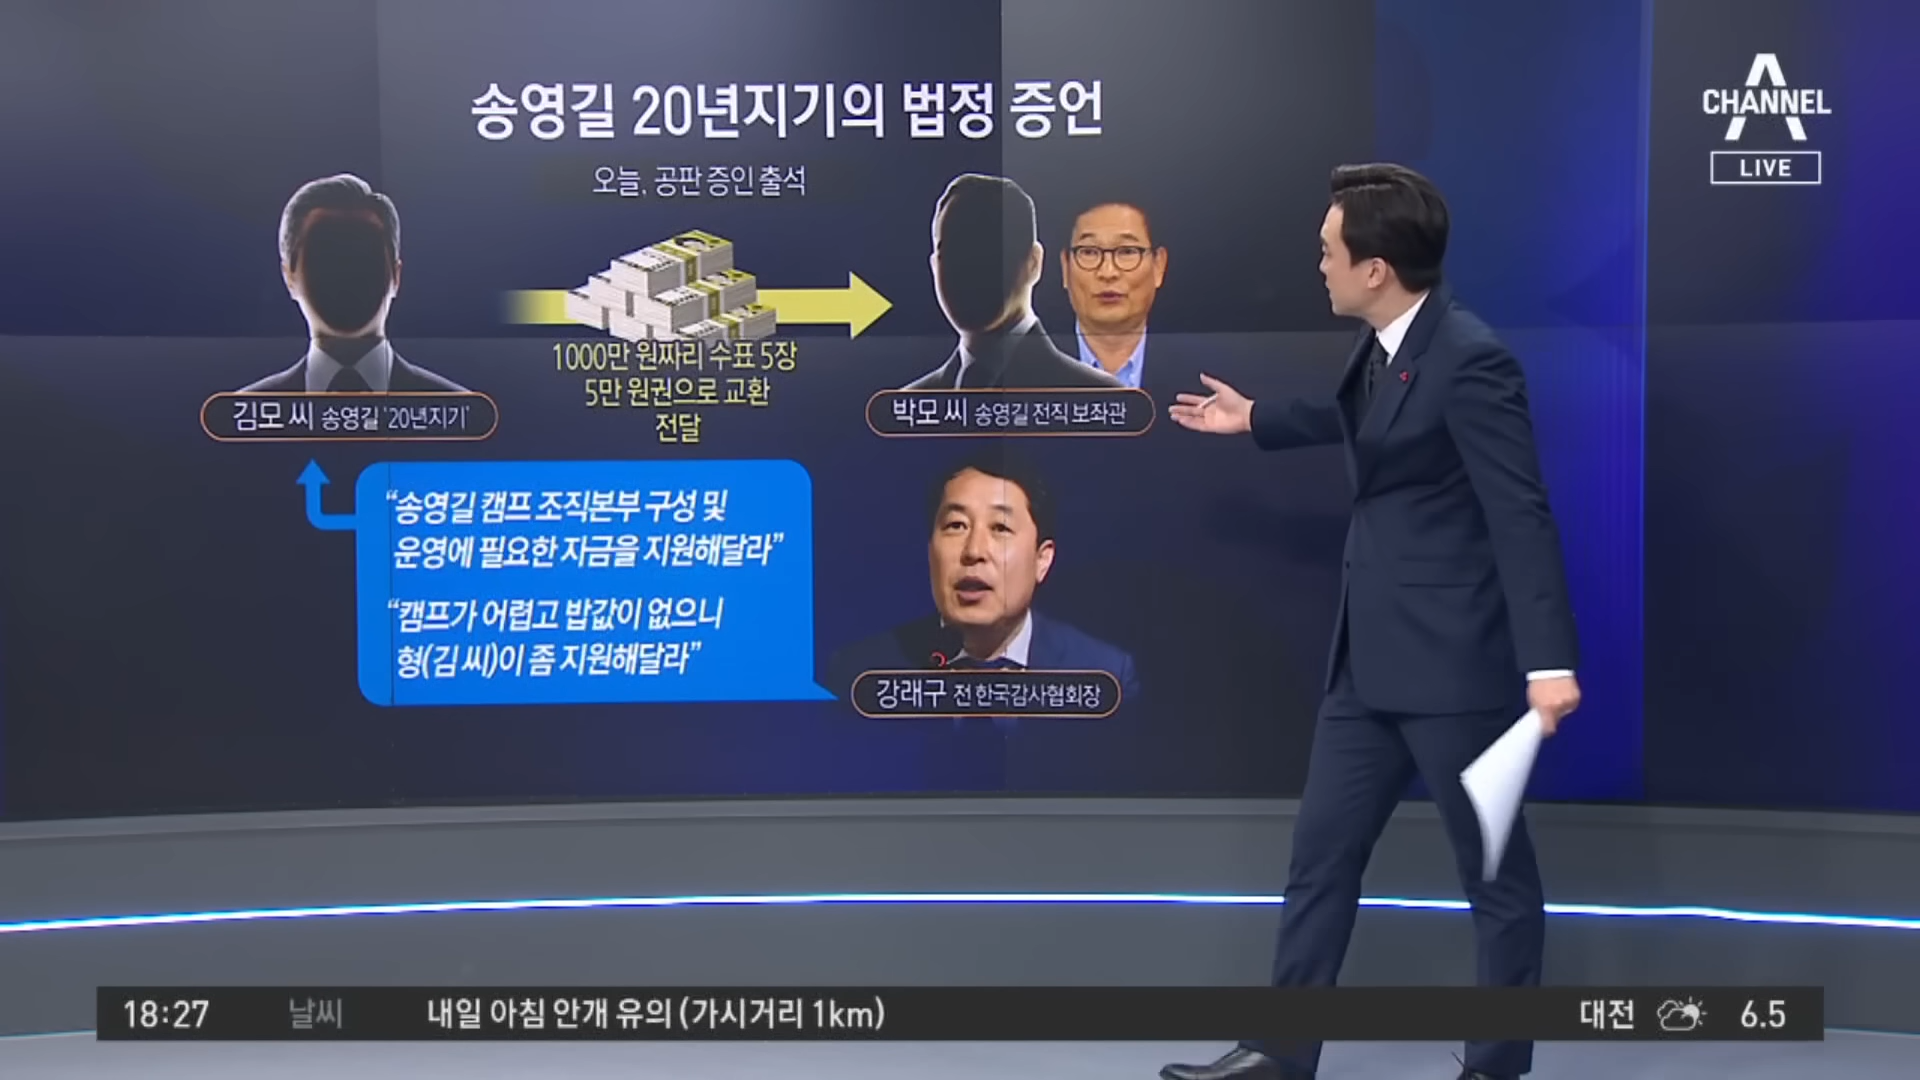 송영길 20년지기의 법정 증언
오늘, 공판 증인 출석
CHANNEL A
LIVE
1000만 원짜리 수표 5장
5만 원권으로 교환
전달
김모 씨 송영길 '20년지기'
박모 씨 송영길 전직 보좌관
“송영길 캠프 조직본부 구성 및
운영에 필요한 자금을 지원해달라”
“캠프가 어렵고 밥값이 없으니
형(김 씨)이 좀 지원해달라”
강래구 전 한국감사협회장
18:27 날씨 내일 아침 안개 유의 (가시거리 1km) 대전 6.5